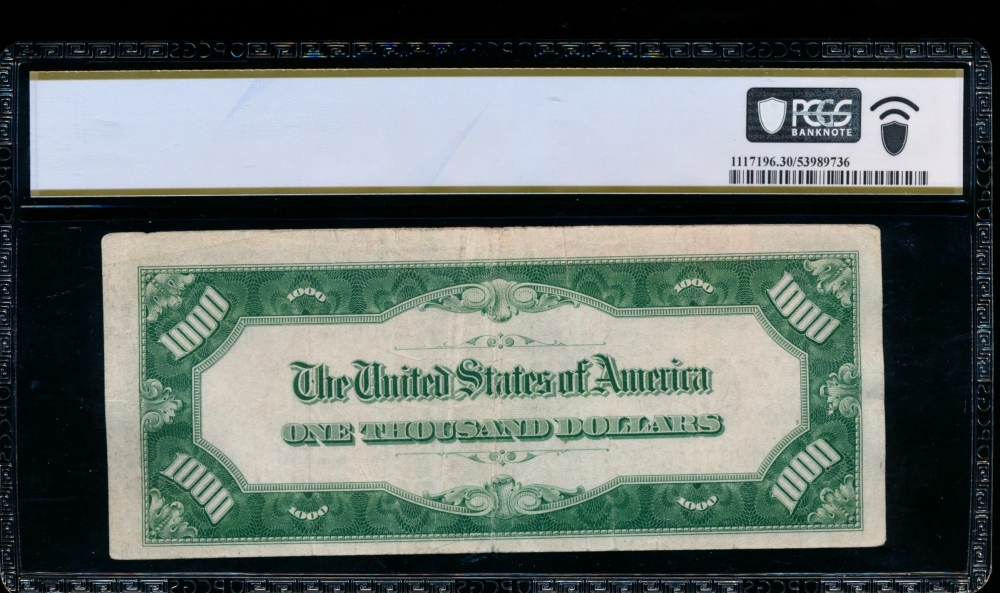 PCGS
BANKNOTE
1117196.30/53989736
1000 1000 1000 1000
The United States of America
ONE THOUSAND DOLLARS
1000 1000 1000 1000